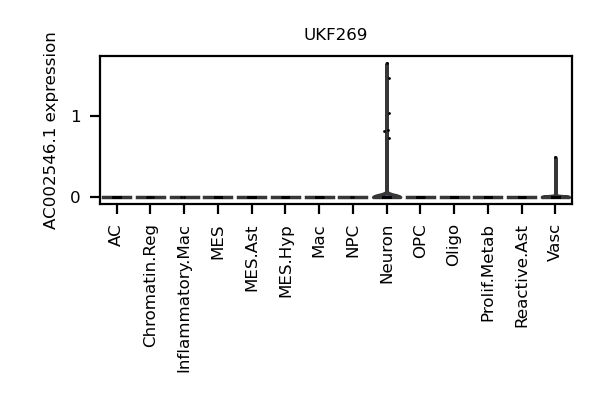 UKF269
AC002546.1 expression
1
0
AC
Chromatin.Reg
Inflammatory.Mac
MES
MES.Ast
MES.Hyp
Mac
NPC
Neuron
OPC
Oligo
Prolif.Metab
Reactive.Ast
Vasc